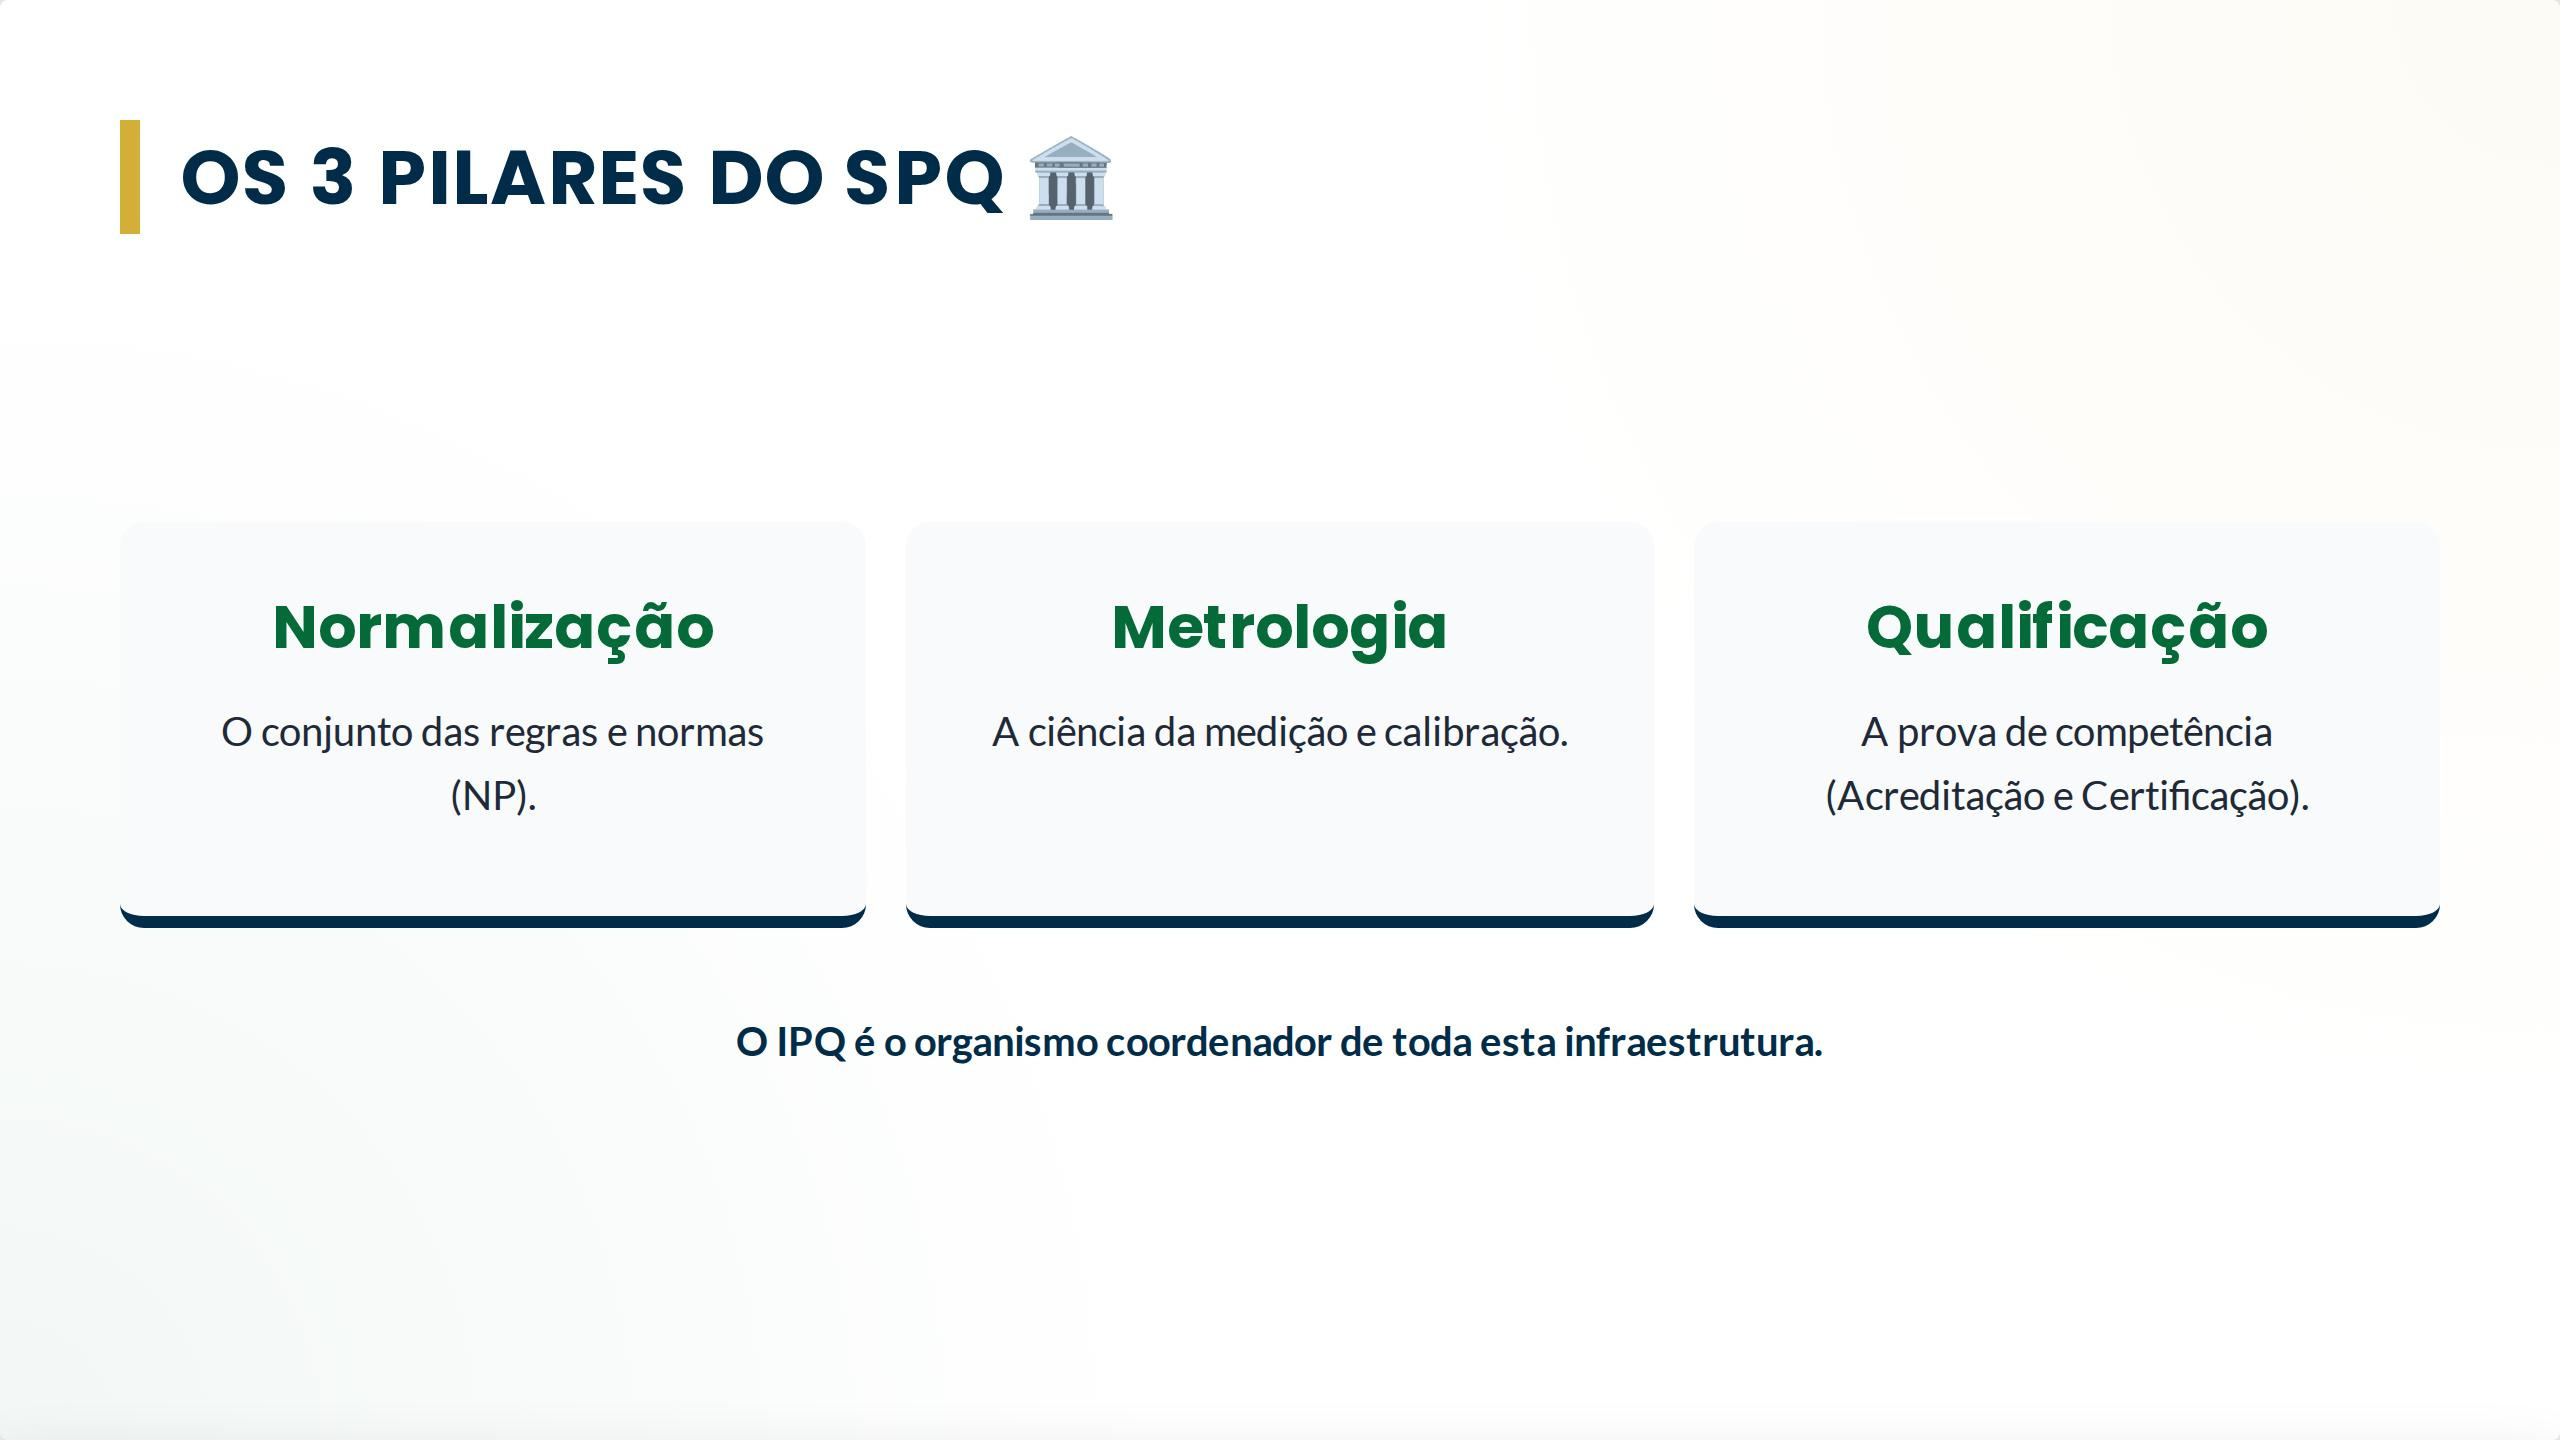 OS 3 PILARES DO SPQ 🏛️
Normalização
O conjunto das regras e normas
(NP).
Metrologia
A ciência da medição e calibração.
Qualificação
A prova de competência
(Acreditação e Certificação).
O IPQ é o organismo coordenador de toda esta infraestrutura.